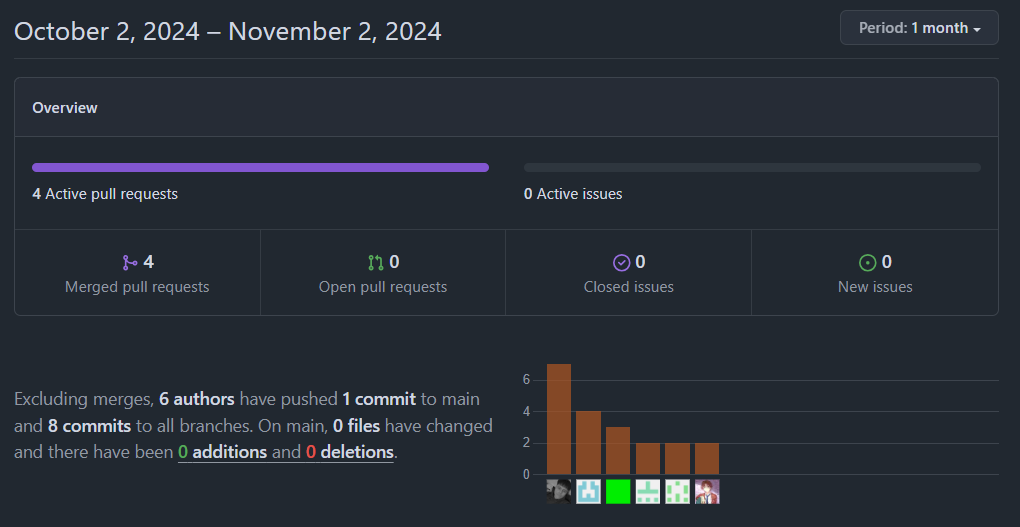 October 2, 2024 – November 2, 2024
Period: 1 month
Overview
4 Active pull requests
0 Active issues
4
Merged pull requests
0
Open pull requests
0
Closed issues
0
New issues
Excluding merges, 6 authors have pushed 1 commit to main
and 8 commits to all branches. On main, 0 files have changed
and there have been 0 additions and 0 deletions.
6
4
2
0